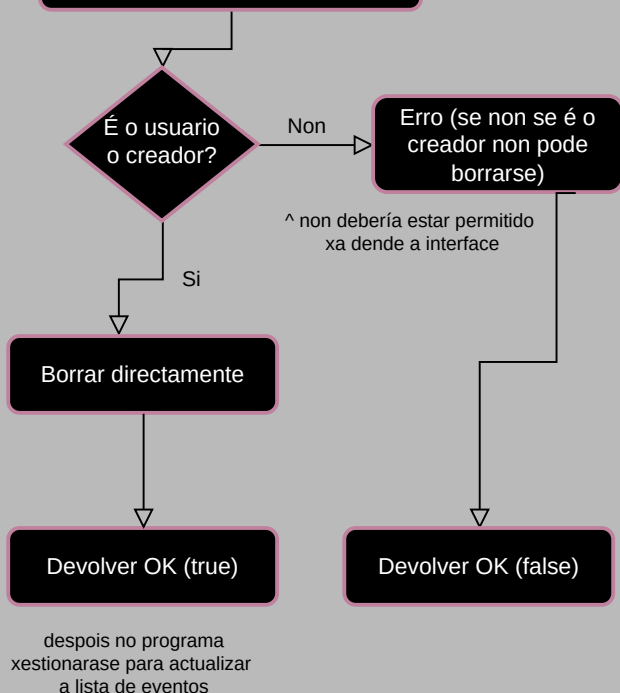 É o usuario
o creador?
Non
Erro (se non se é o
creador non pode
borrarse)
^ non debería estar permitido
xa dende a interface
Si
Borrar directamente
Devolver OK (true)
Devolver OK (false)
despois no programa
xestionarase para actualizar
a lista de eventos